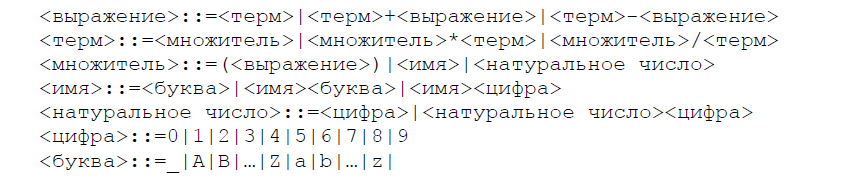 <выражение>::=<терм>|<терм>+<выражение>|<терм>-<выражение>
<терм>::=<множитель>|<множитель>*<терм>|<множитель>/<терм>
<множитель>::=(<выражение>)|<имя>|<натуральное число>
<имя>::=<буква>|<имя><буква>|<имя><цифра>
<натуральное число>::=<цифра>|<натуральное число><цифра>
<цифра>::=0|1|2|3|4|5|6|7|8|9
<буква>::=_|A|B|…|Z|a|b|…|z|